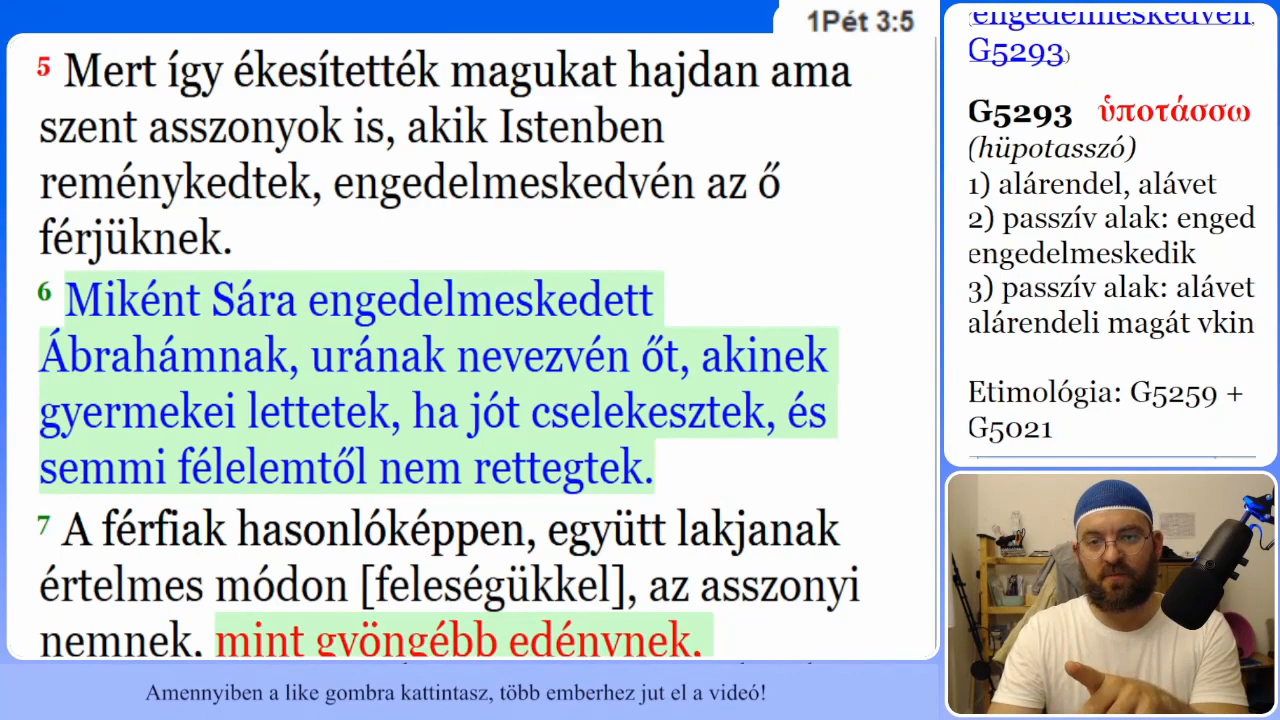 1Pét 3:5
5 Mert így ékesítették magukat hajdan ama
szent asszonyok is, akik Istenben
reménykedtek, engedelmeskedvén az ő
férjüknek.
6 Miként Sára engedelmeskedett
Ábrahámnak, urának nevezvén őt, akinek
gyermekei lettetek, ha jót cselekesztek, és
semmi félelemtől nem rettegtek.
7 A férfiak hasonlóképpen, együtt lakjanak
értelmes módon [feleségükkel], az asszonyi
nemnek, mint gyöngébb edénynek,
Amennyiben a like gombra kattintasz, több emberhez jut el a videó!
(engedelmeskedvén,
G5293)
G5293 ὑποτάσσω
(hüpotasszó)
1) alárendel, alávet
2) passzív alak: enged
engedelmeskedik
3) passzív alak: alávet
alárendeli magát vkin
Etimológia: G5259 +
G5021